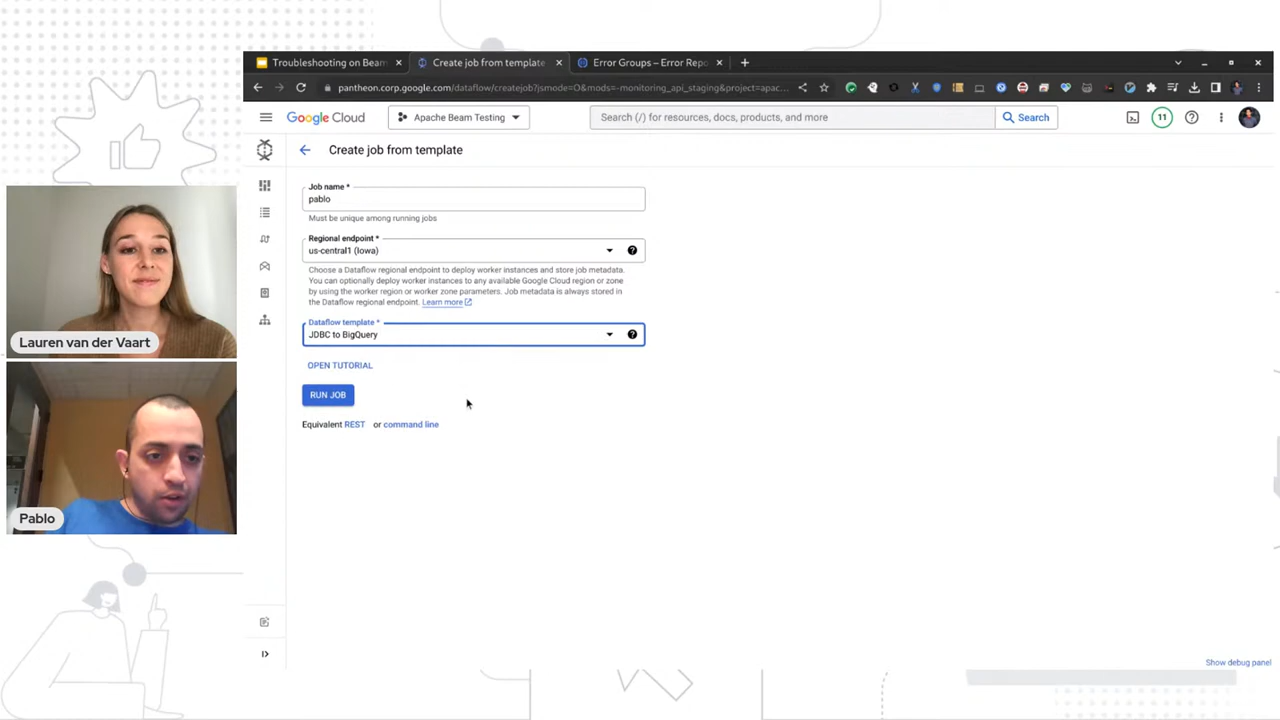 Troubleshooting on Beam
Create job from template
Error Groups – Error Repo
pantheon.corp.google.com/dataflow/createjob?jsmode=O&mods=-monitoring_api_staging&project=apac...
Google Cloud
Apache Beam Testing
Search (/) for resources, docs, products, and more
Search
11
Create job from template
Job name *
pablo
Must be unique among running jobs
Regional endpoint *
us-central1 (Iowa)
Choose a Dataflow regional endpoint to deploy worker instances and store job metadata.
You can optionally deploy worker instances to any available Google Cloud region or zone
by using the worker region or worker zone parameters. Job metadata is always stored in
the Dataflow regional endpoint. Learn more
Dataflow template *
JDBC to BigQuery
OPEN TUTORIAL
RUN JOB
Equivalent REST or command line
Show debug panel
Lauren van der Vaart
Pablo